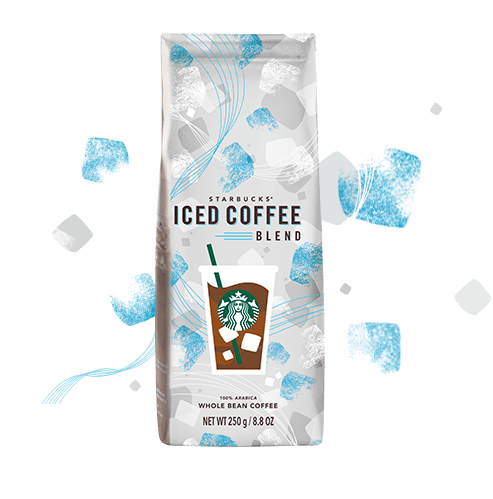 STARBUCKS®
ICED COFFEE
BLEND
100% ARABICA
WHOLE BEAN COFFEE
NET WT 250 g / 8.8 OZ